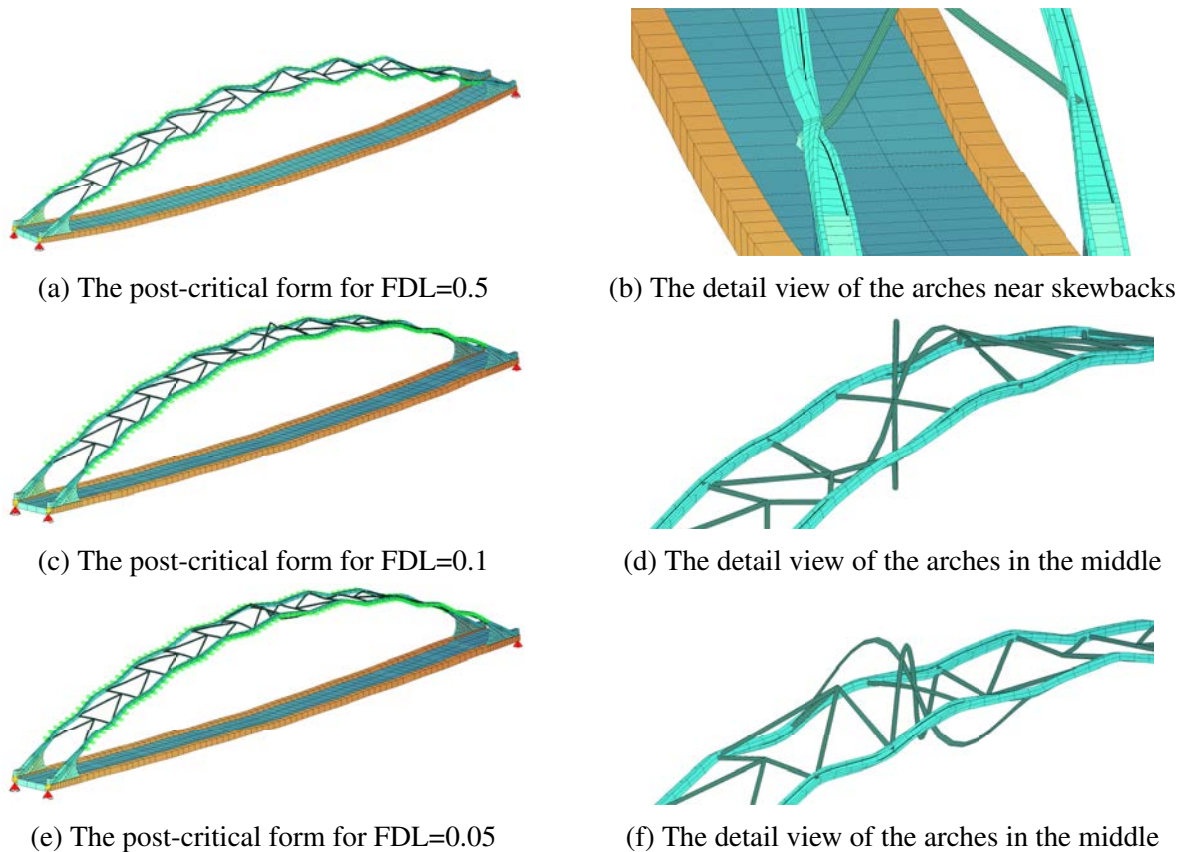 (a) The post-critical form for FDL=0.5
(b) The detail view of the arches near skewbacks
(c) The post-critical form for FDL=0.1
(d) The detail view of the arches in the middle
(e) The post-critical form for FDL=0.05
(f) The detail view of the arches in the middle